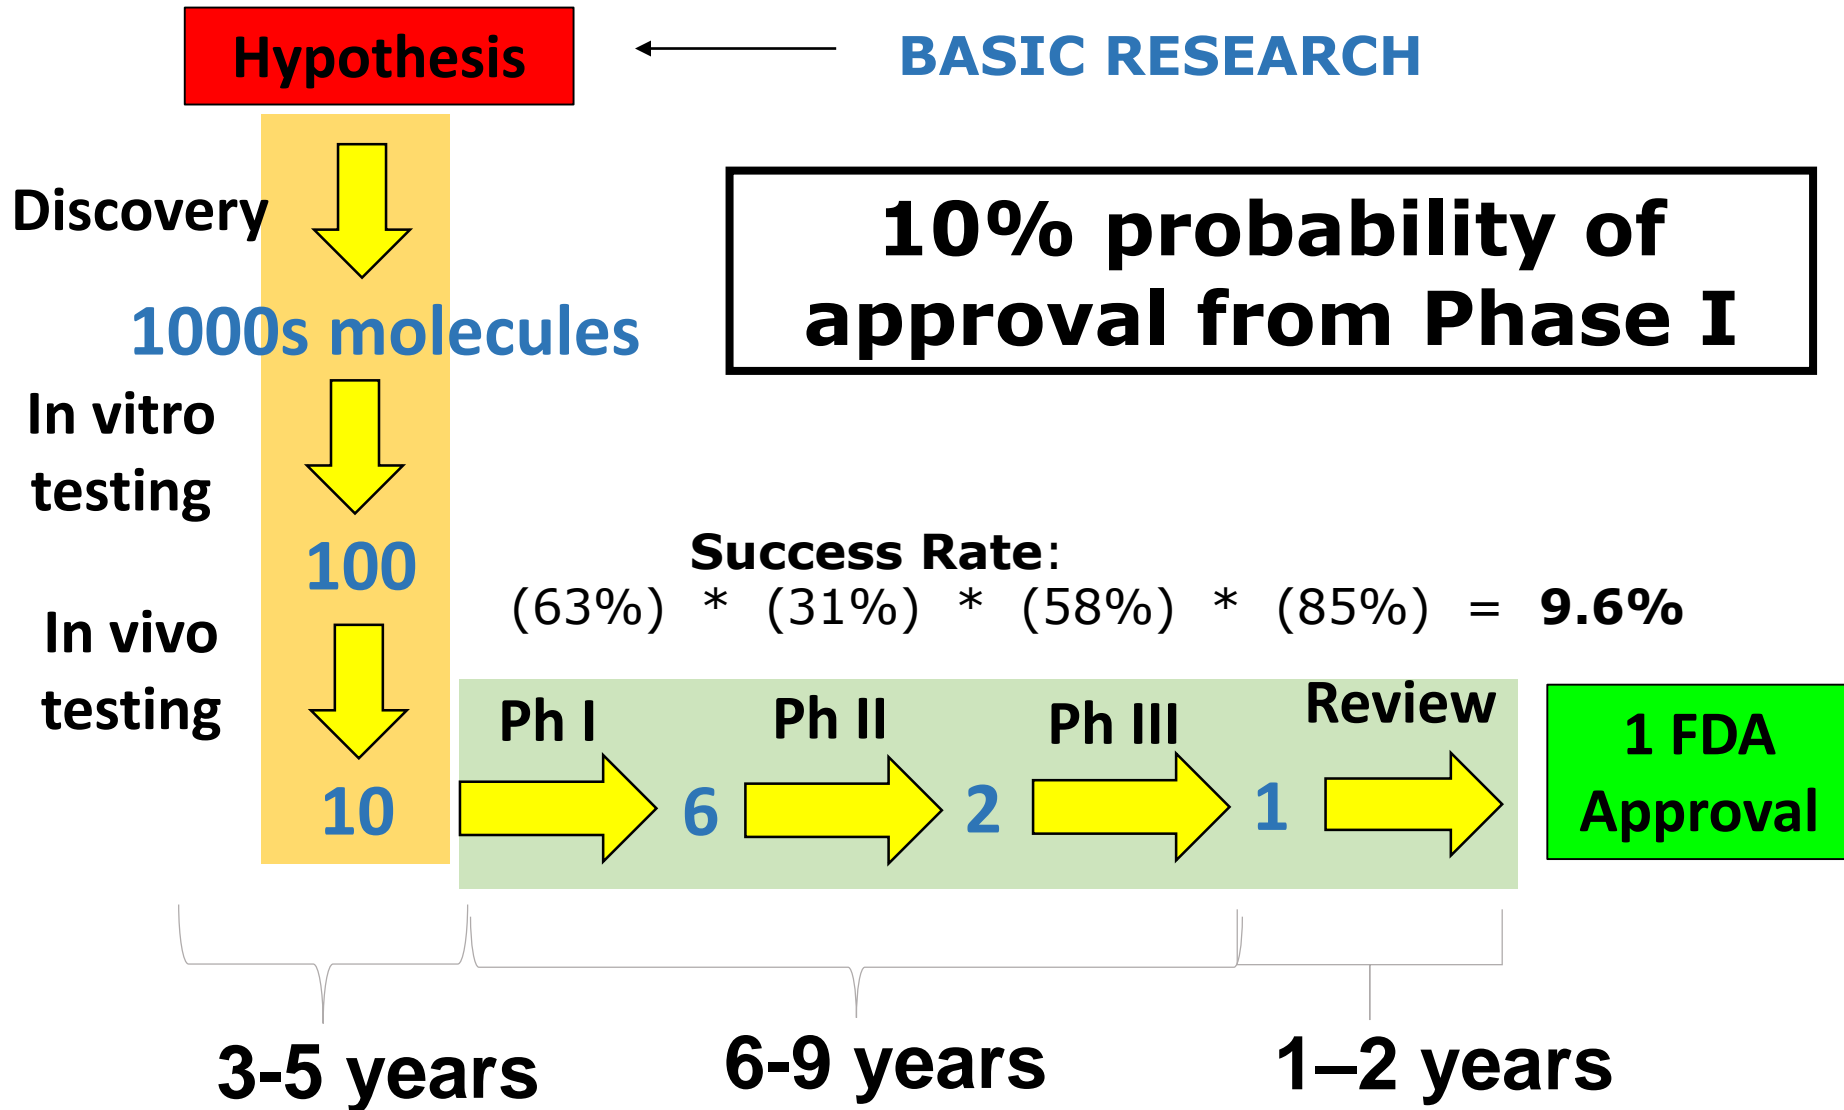 Hypothesis
BASIC RESEARCH
Discovery
10% probability of
approval from Phase I
1000s molecules
In vitro
testing
100
Success Rate:
(63%) * (31%) * (58%) * (85%) = 9.6%
In vivo
testing
Ph I
Ph II
Ph III
Review
10
6
2
1
1 FDA
Approval
3-5 years
6-9 years
1–2 years